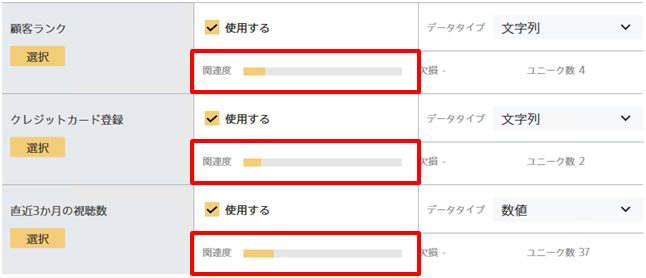 顧客ランク
選択
使用する
データタイプ 文字列
関連度
欠損 -
ユニーク数 4
クレジットカード登録
選択
使用する
データタイプ 文字列
関連度
欠損 -
ユニーク数 2
直近3か月の視聴数
選択
使用する
データタイプ 数値
関連度
欠損 -
ユニーク数 37